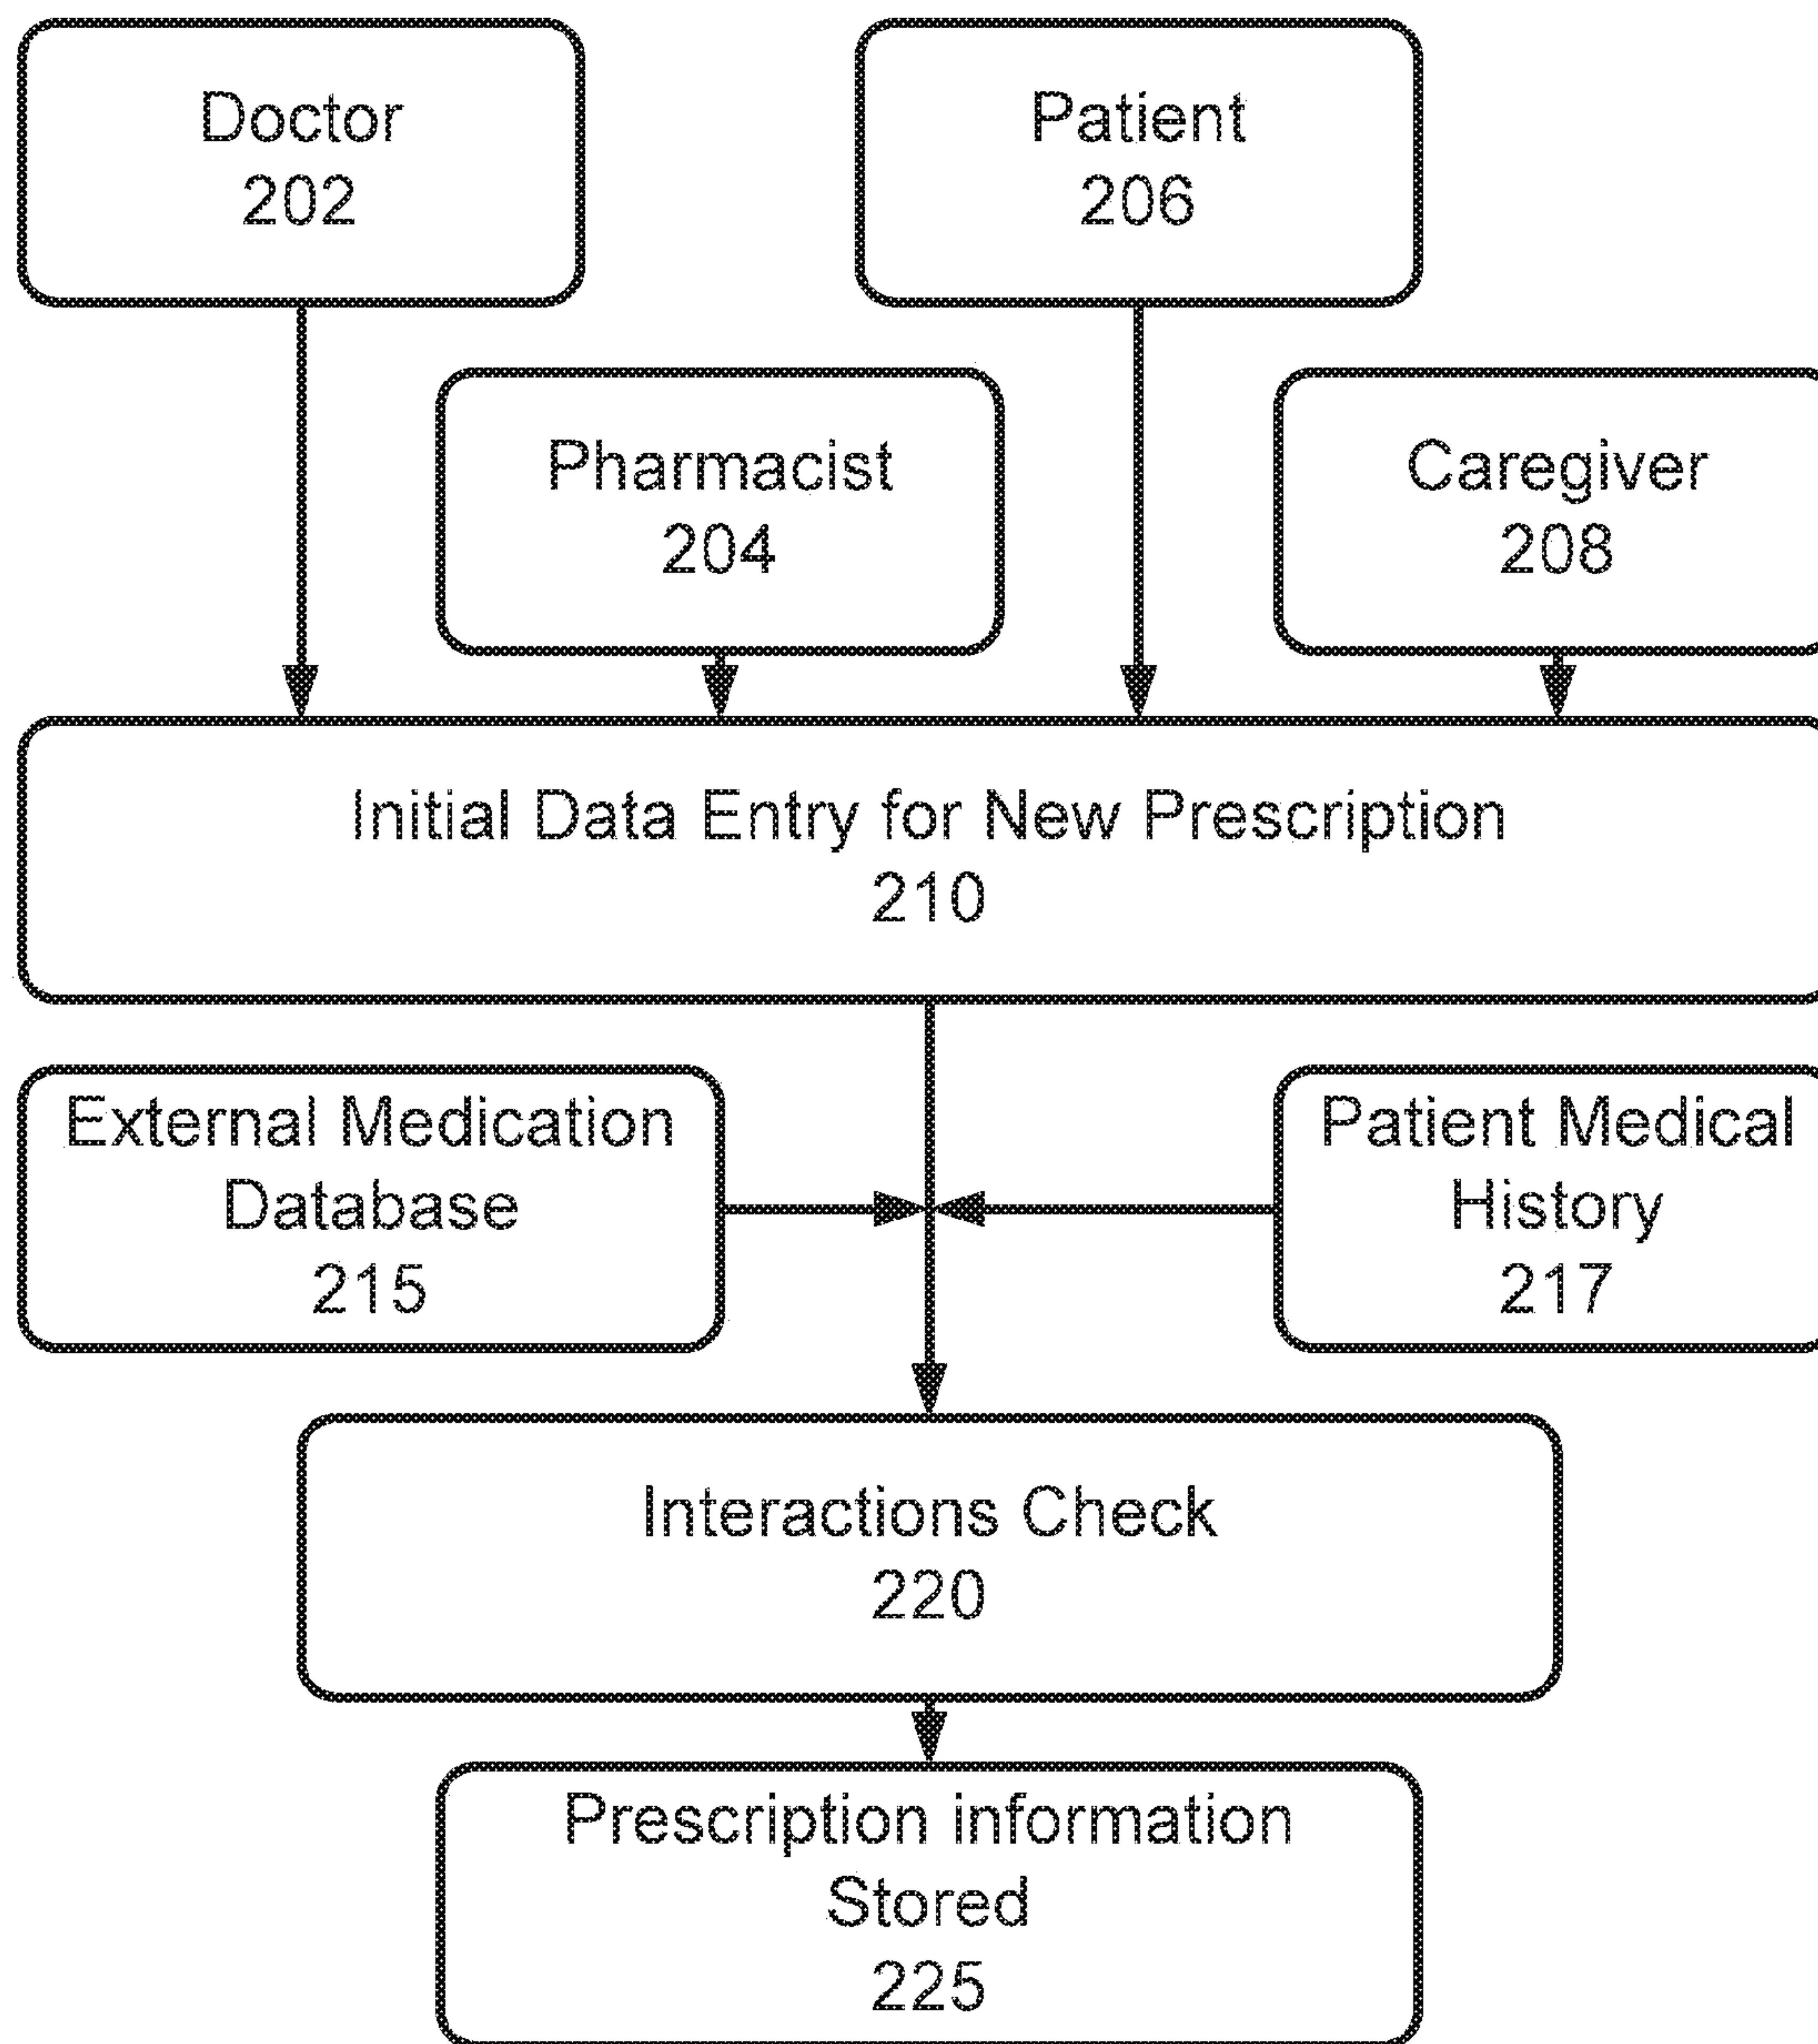 Doctor
202
Patient
206
Pharmacist
204
Caregiver
208
Initial Data Entry for New Prescription
210
External Medication
Database
215
Patient Medical
History
217
Interactions Check
220
Prescription information
Stored
225